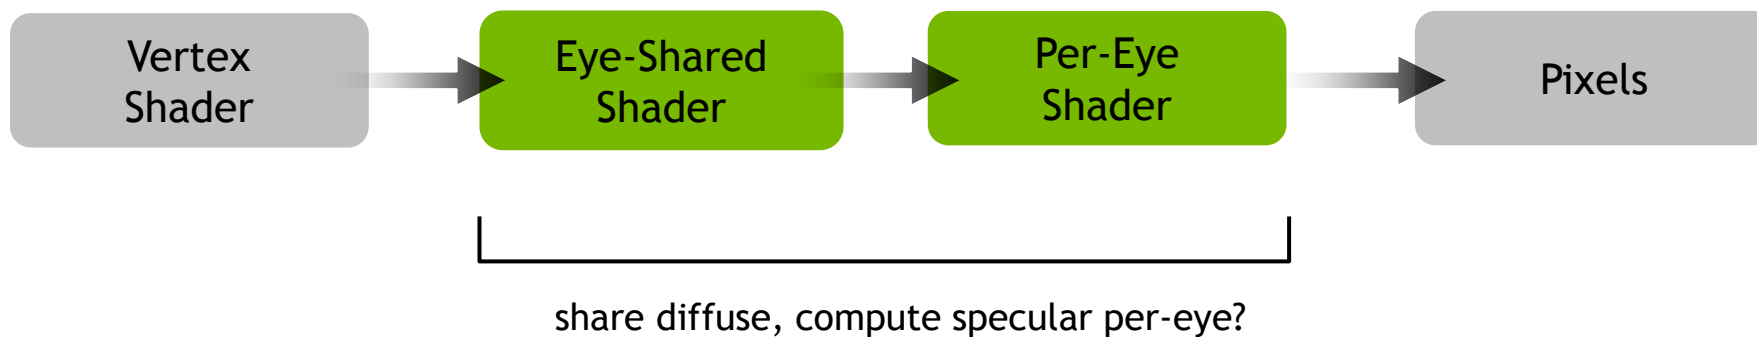 Vertex
Shader
Eye-Shared
Shader
Per-Eye
Shader
Pixels
share diffuse, compute specular per-eye?